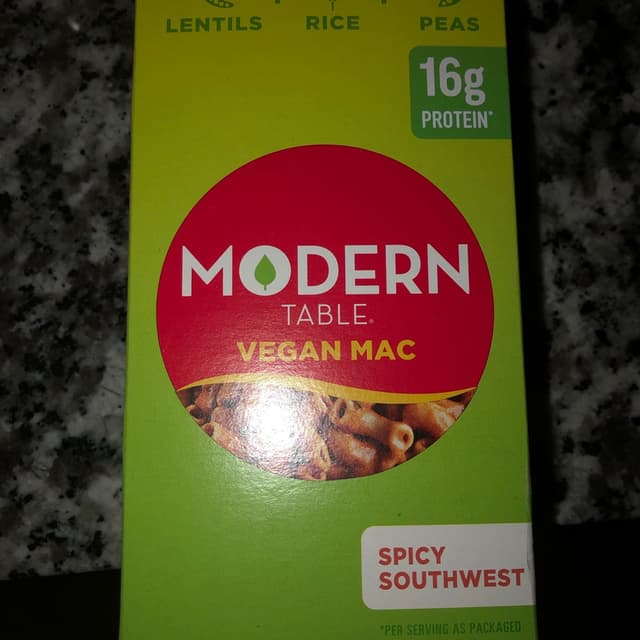 LENTILS RICE PEAS
16g
PROTEIN*
MODERN
TABLE®
VEGAN MAC
SPICY
SOUTHWEST
*PER SERVING AS PACKAGED